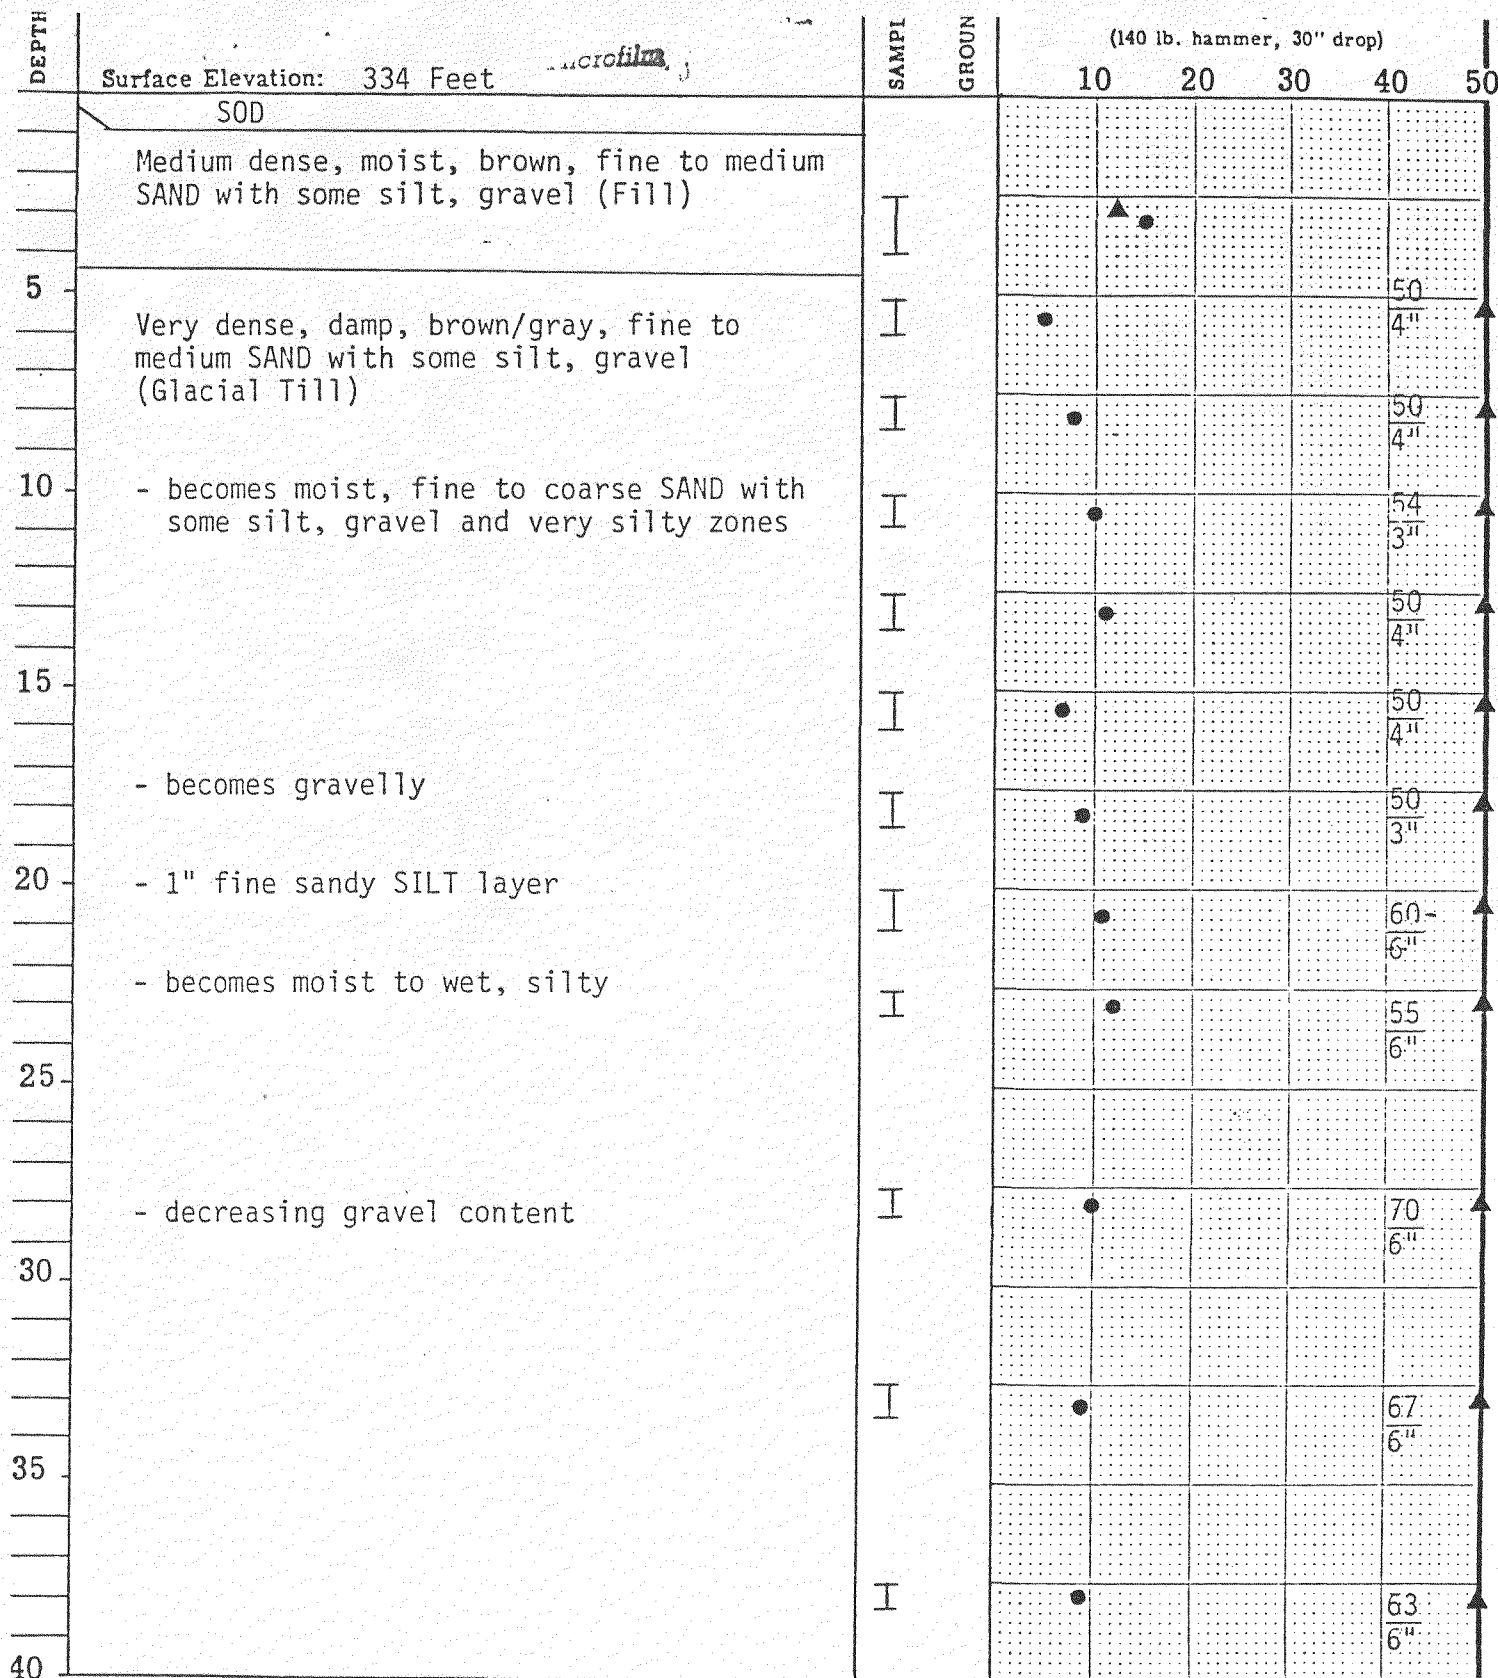 DEPTH
Surface Elevation: 334 Feet
SAMPL
GROUN
(140 lb. hammer, 30" drop)
10 20 30 40 50
SOD
Medium dense, moist, brown, fine to medium
SAND with some silt, gravel (Fill)
5
50
4"
Very dense, damp, brown/gray, fine to
medium SAND with some silt, gravel
(Glacial Till)
50
4"
10
- becomes moist, fine to coarse SAND with
some silt, gravel and very silty zones
54
3"
50
4"
15
50
4"
- becomes gravelly
50
3"
20
- 1" fine sandy SILT layer
60
6"
- becomes moist to wet, silty
55
6"
25
- decreasing gravel content
70
6"
30
67
6"
35
63
6"
40